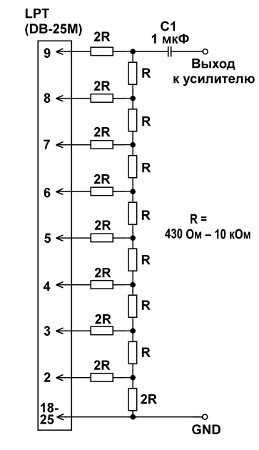 LPT
(DB-25M)
C1
1 мкФ
2R
9
Выход
к усилителю
R
2R
8
R
2R
7
R
2R
6
R
R =
430 Ом – 10 кОм
2R
5
R
2R
4
R
2R
3
R
2R
2
2R
18-
25
GND